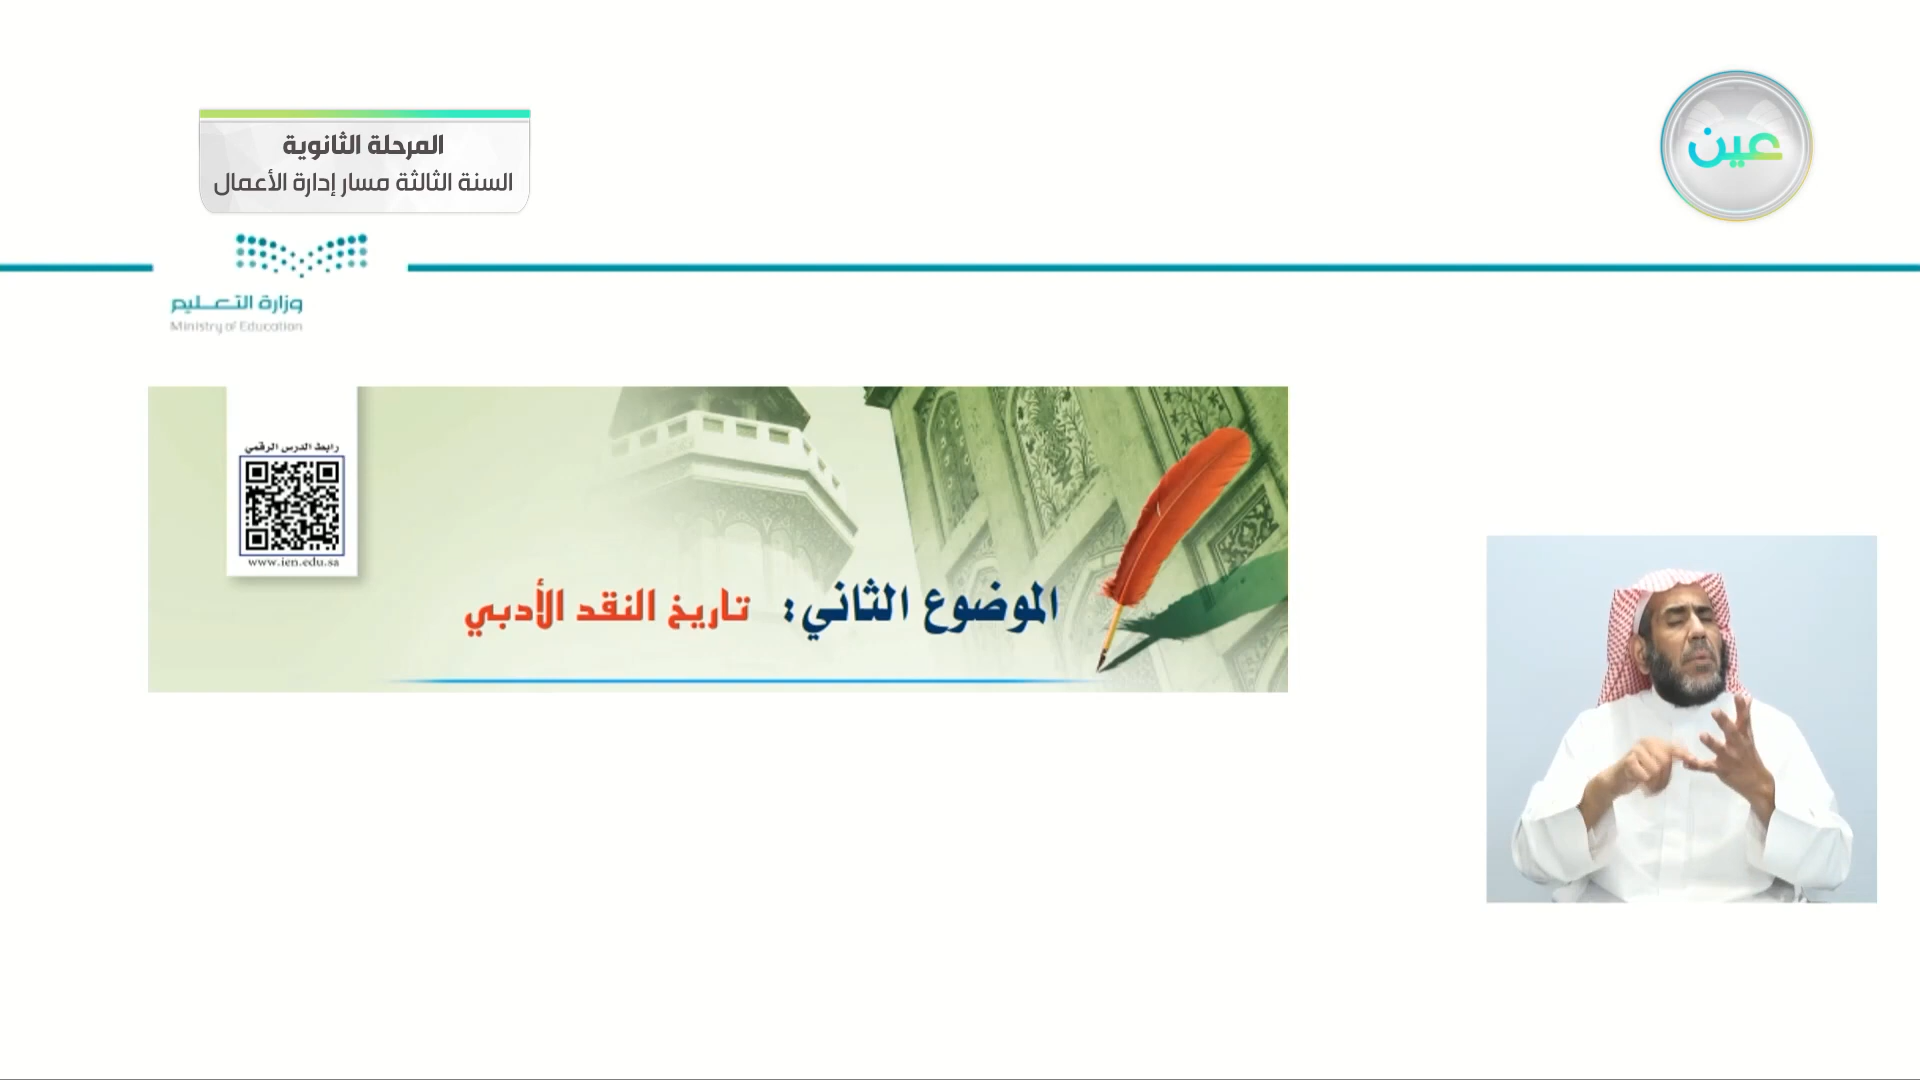 المرحلة الثانوية
السنة الثالثة مسار إدارة الأعمال
عين
وزارة التعليم
Ministry of Education
رابط الدرس الرقمي
www.ien.edu.sa
الموضوع الثاني: تاريخ النقد الأدبي